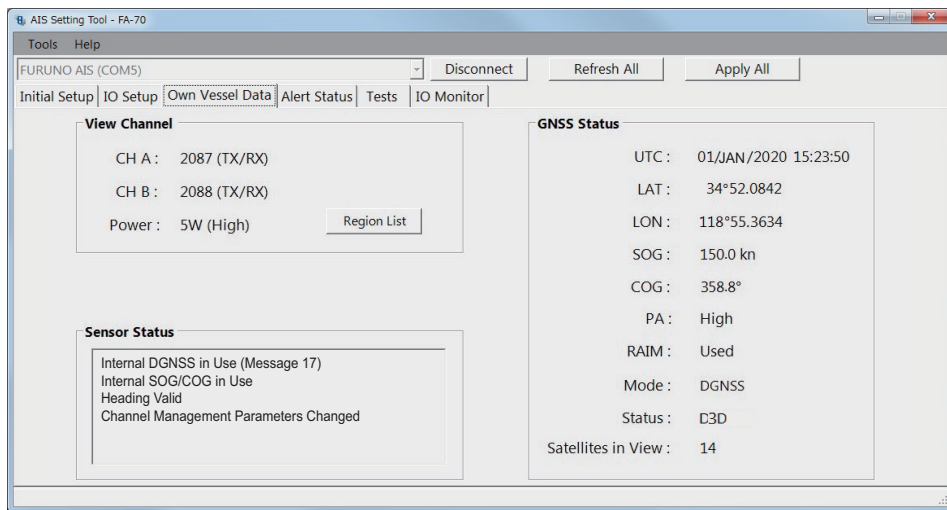 AIS Setting Tool - FA-70
Tools Help
FURUNO AIS (COM5) Disconnect Refresh All Apply All
Initial Setup IO Setup Own Vessel Data Alert Status Tests IO Monitor
View Channel
CH A : 2087 (TX/RX)
CH B : 2088 (TX/RX)
Power : 5W (High) Region List
Sensor Status
Internal DGNSS in Use (Message 17)
Internal SOG/COG in Use
Heading Valid
Channel Management Parameters Changed
GNSS Status
UTC : 01/JAN/2020 15:23:50
LAT : 34°52.0842
LON : 118°55.3634
SOG : 150.0 kn
COG : 358.8°
PA : High
RAIM : Used
Mode : DGNSS
Status : D3D
Satellites in View : 14